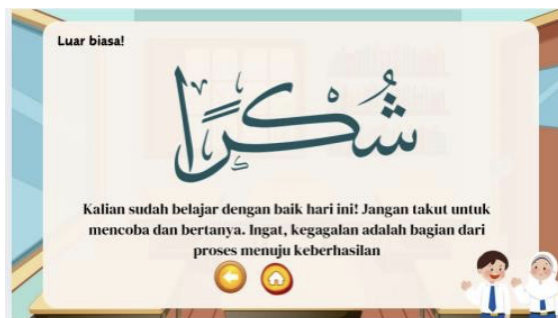 Luar biasa!
شُكْرًا
Kalian sudah belajar dengan baik hari ini! Jangan takut untuk
mencoba dan bertanya. Ingat, kegagalan adalah bagian dari
proses menuju keberhasilan